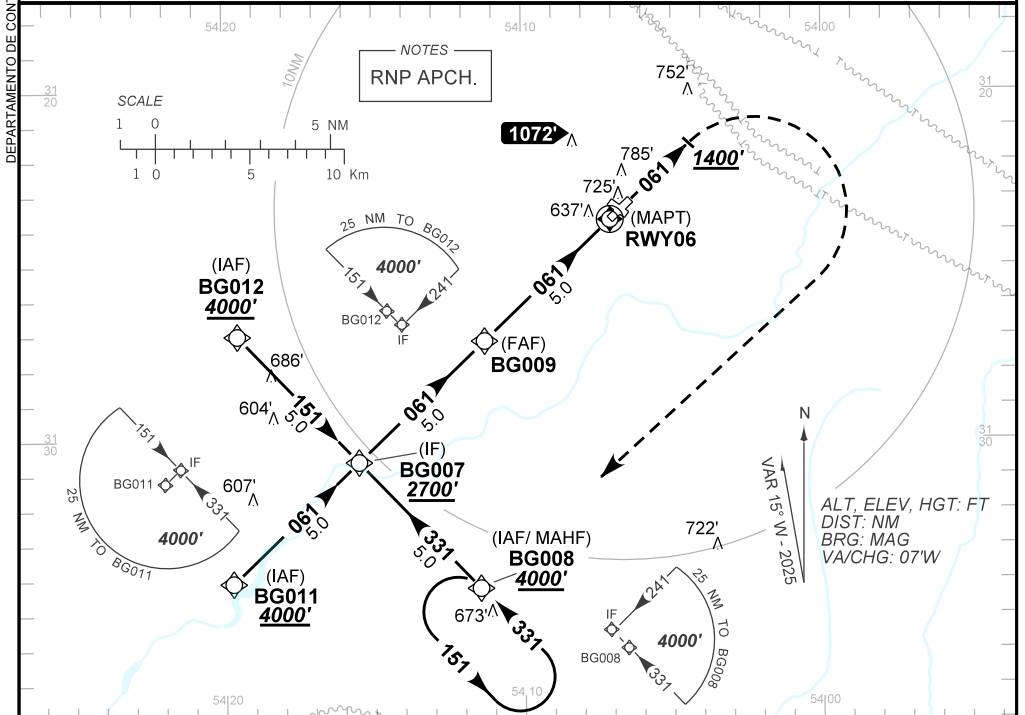 DEPARTAMENTO DE CON
54 20
54 10
54 00
10NM
NOTES
RNP APCH.
752'
31 20
31 20
SCALE
1 0 5 NM
1 0 5 10 Km
1072'
785'
725'
637'
061
1400'
(MAPT)
RWY06
25 NM TO BG012
4000'
151
241
BG012
IF
(IAF)
BG012
4000'
061
5.0
(FAF)
BG009
686'
604'
151
5.0
061
5.0
31 30
31 30
151
IF
BG011
331
4000'
25 NM TO BG011
607'
(IF)
BG007
2700'
N
VAR 15° W - 2025
ALT, ELEV, HGT: FT
DIST: NM
BRG: MAG
VA/CHG: 07'W
061
5.0
331
5.0
722'
(IAF/ MAHF)
BG008
4000'
(IAF)
BG011
4000'
673'
331
151
241
25 NM TO BG008
IF
4000'
BG008
331
54 20
54 10
54 00